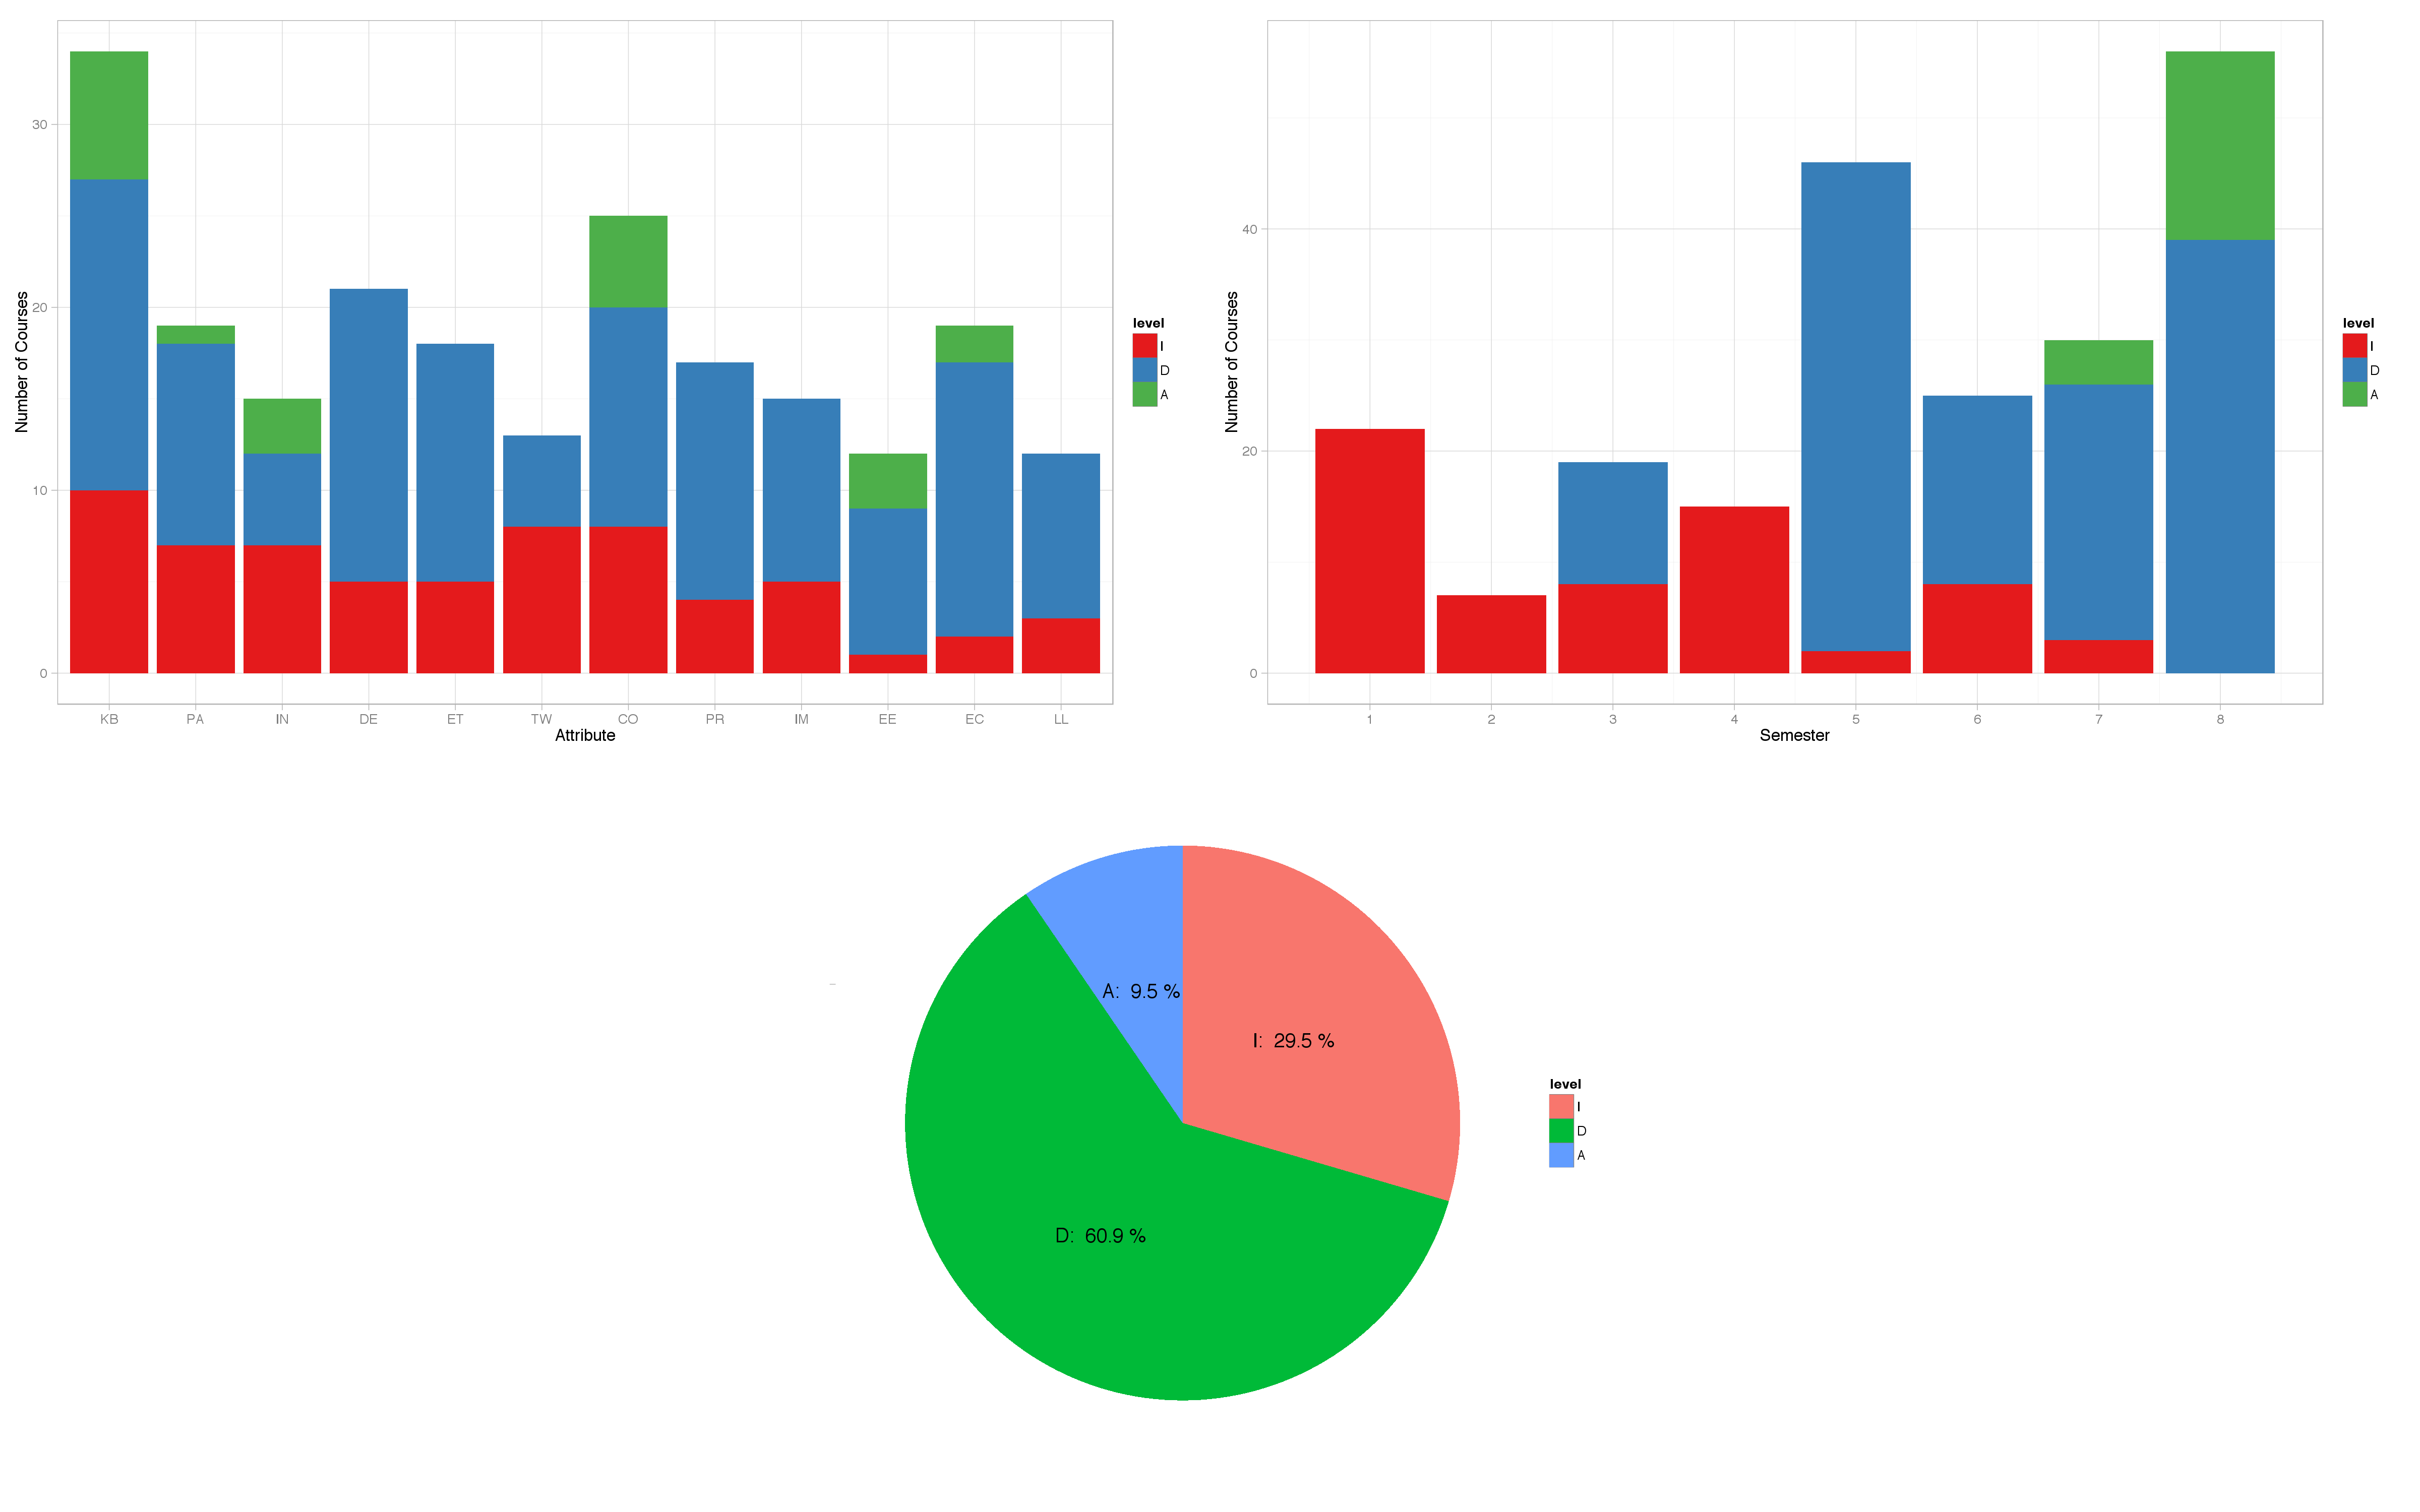 Number of Courses
30
20
10
0
KB PA IN DE ET TW CO PR IM EE EC LL
Attribute
level
I
D
A
Number of Courses
40
20
0
1 2 3 4 5 6 7 8
Semester
level
I
D
A
A: 9.5 %
I: 29.5 %
D: 60.9 %
level
I
D
A